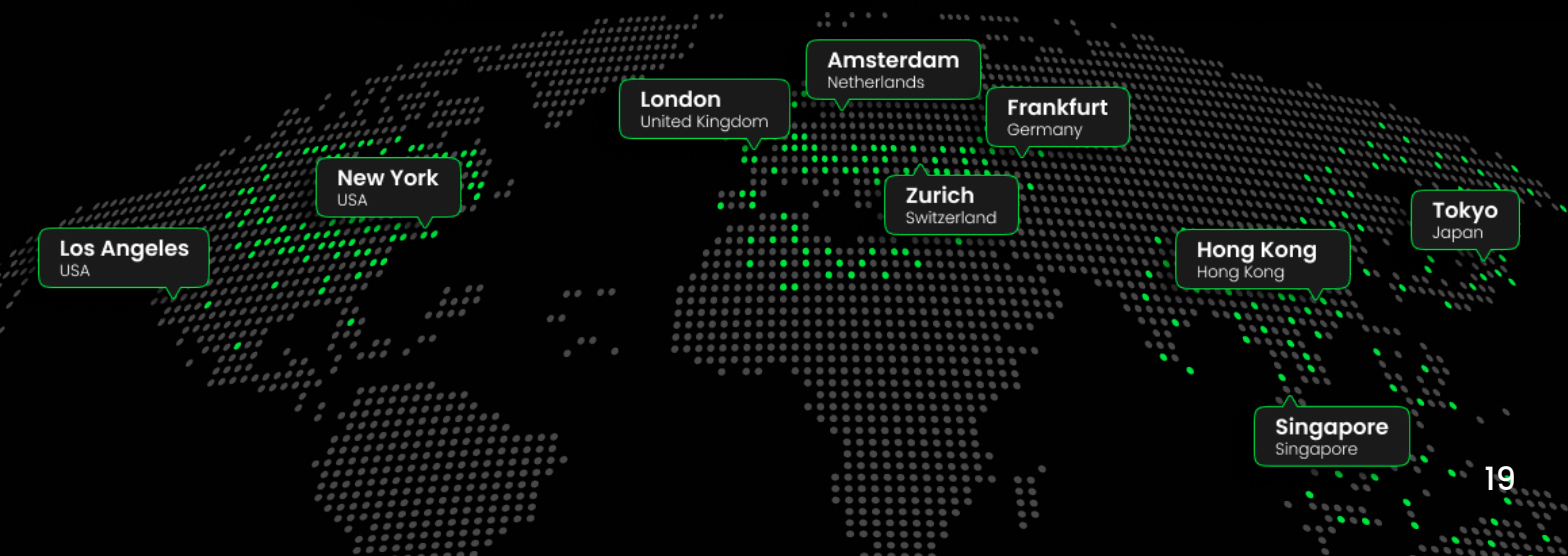 Amsterdam
Netherlands
London
United Kingdom
Frankfurt
Germany
New York
USA
Zurich
Switzerland
Los Angeles
USA
Tokyo
Japan
Hong Kong
Hong Kong
Singapore
Singapore
19